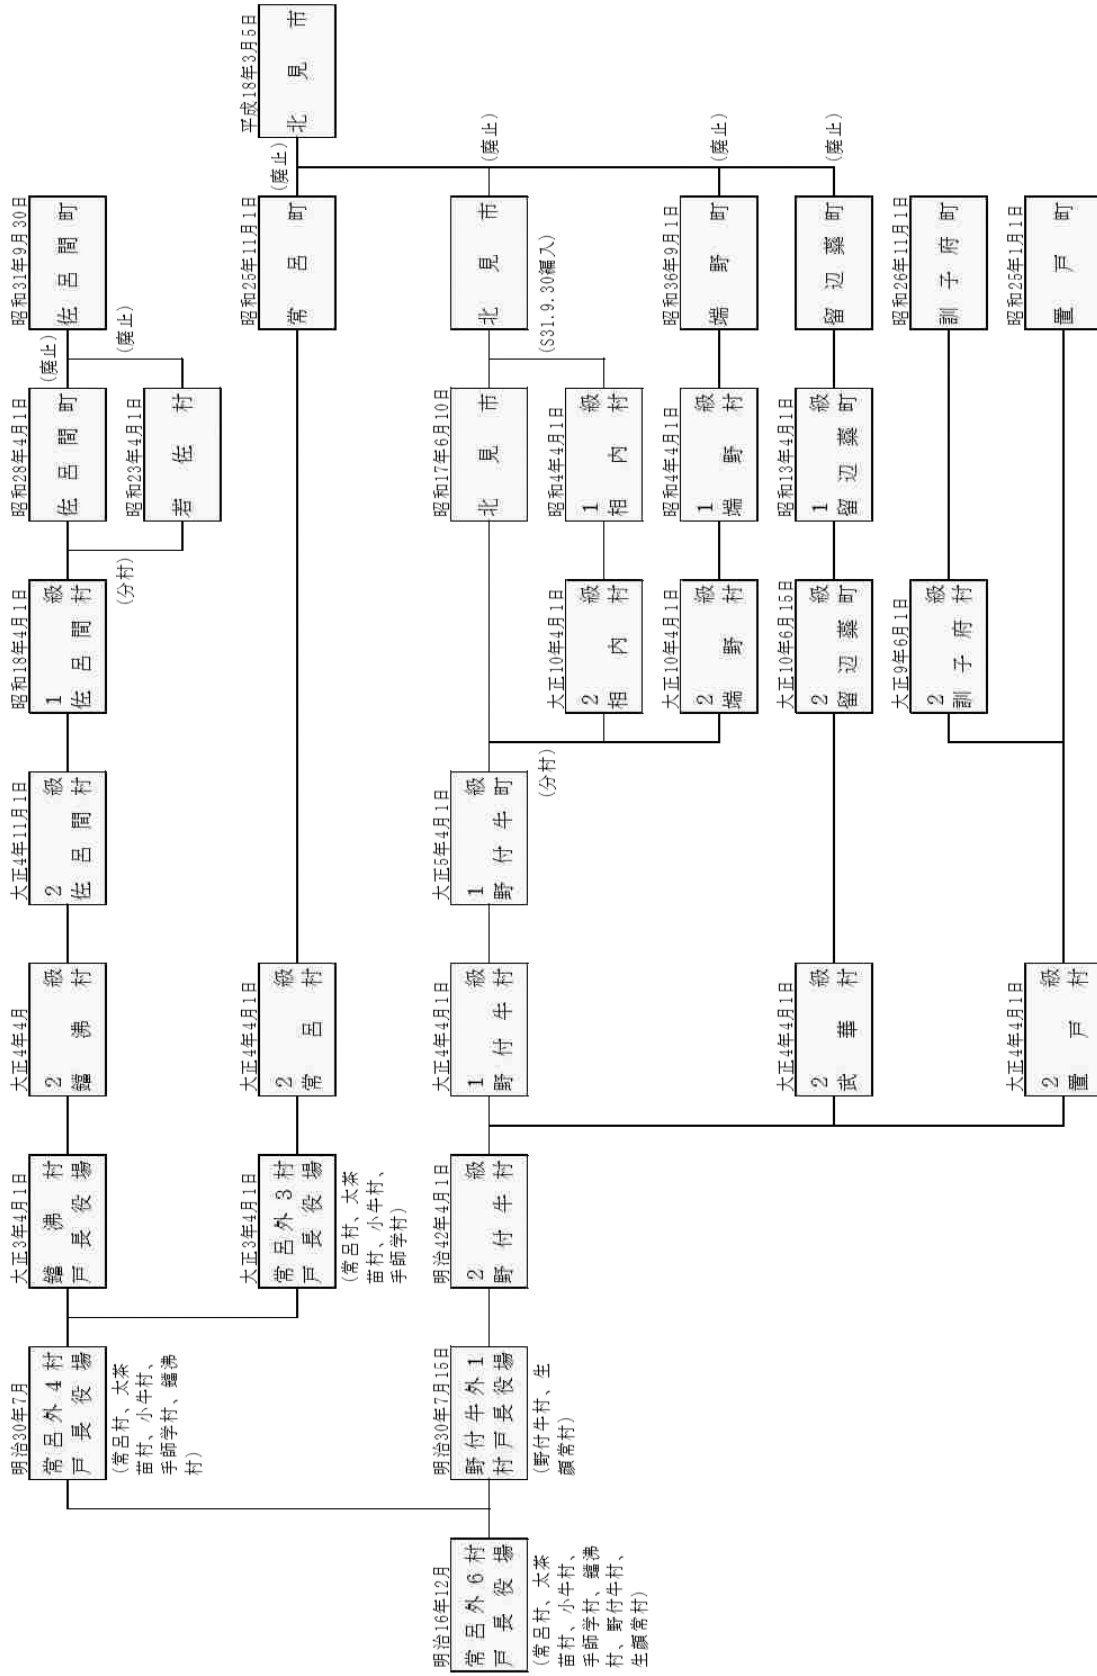 明治16年12月
常呂外6村
戸長役場
(常呂村、太茶
苗村、小牛村、
手師学村、鐺沸
村、野付牛村、
生顔常村)
明治30年7月
常呂外4村
戸長役場
(常呂村、太茶
苗村、小牛村、
手師学村、鐺沸
村)
明治30年7月15日
野付牛外1
村戸長役場
(野付牛村、生
顔常村)
大正3年4月1日
鐺沸村
戸長役場
大正3年4月1日
常呂外3村
戸長役場
(常呂村、太茶
苗村、小牛村、
手師学村)
明治42年4月1日
2級
野付牛村
大正4年4月
2級
鐺沸村
大正4年4月1日
2級
常呂村
大正4年4月1日
1級
野付牛村
大正4年4月1日
2級
武華村
大正4年4月1日
2級
置戸村
大正4年11月1日
2級
佐呂間村
大正5年4月1日
1級
野付牛町
(分村)
昭和18年4月1日
1級
佐呂間村
(分村)
大正10年4月1日
2級
相内村
大正10年4月1日
2級
端野村
大正10年6月15日
2級
留辺蘂町
大正9年6月1日
2級
訓子府村
昭和28年4月1日
佐呂間町
(廃止)
昭和23年4月1日
若佐村
(廃止)
昭和17年6月10日
北見市
昭和4年4月1日
1級
相内村
(S31.9.30編入)
昭和4年4月1日
1級
端野村
昭和13年4月1日
1級
留辺蘂町
昭和31年9月30日
佐呂間町
昭和25年11月1日
常呂町
(廃止)
北見市
(廃止)
昭和36年9月1日
端野町
(廃止)
留辺蘂町
(廃止)
昭和26年11月1日
訓子府町
昭和25年1月1日
置戸町
平成18年3月5日
北見市